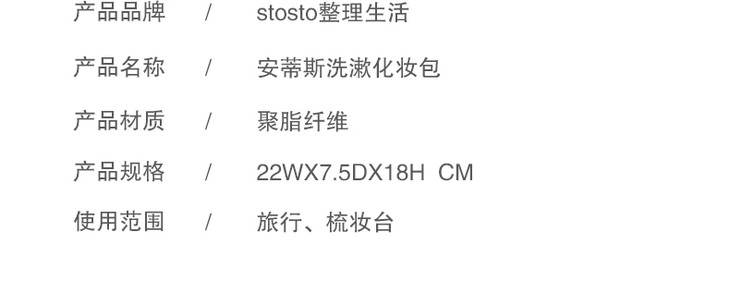 产品品牌 / stosto整理生活
产品名称 / 安蒂斯洗漱化妆包
产品材质 / 聚脂纤维
产品规格 / 22WX7.5DX18H CM
使用范围 / 旅行、梳妆台